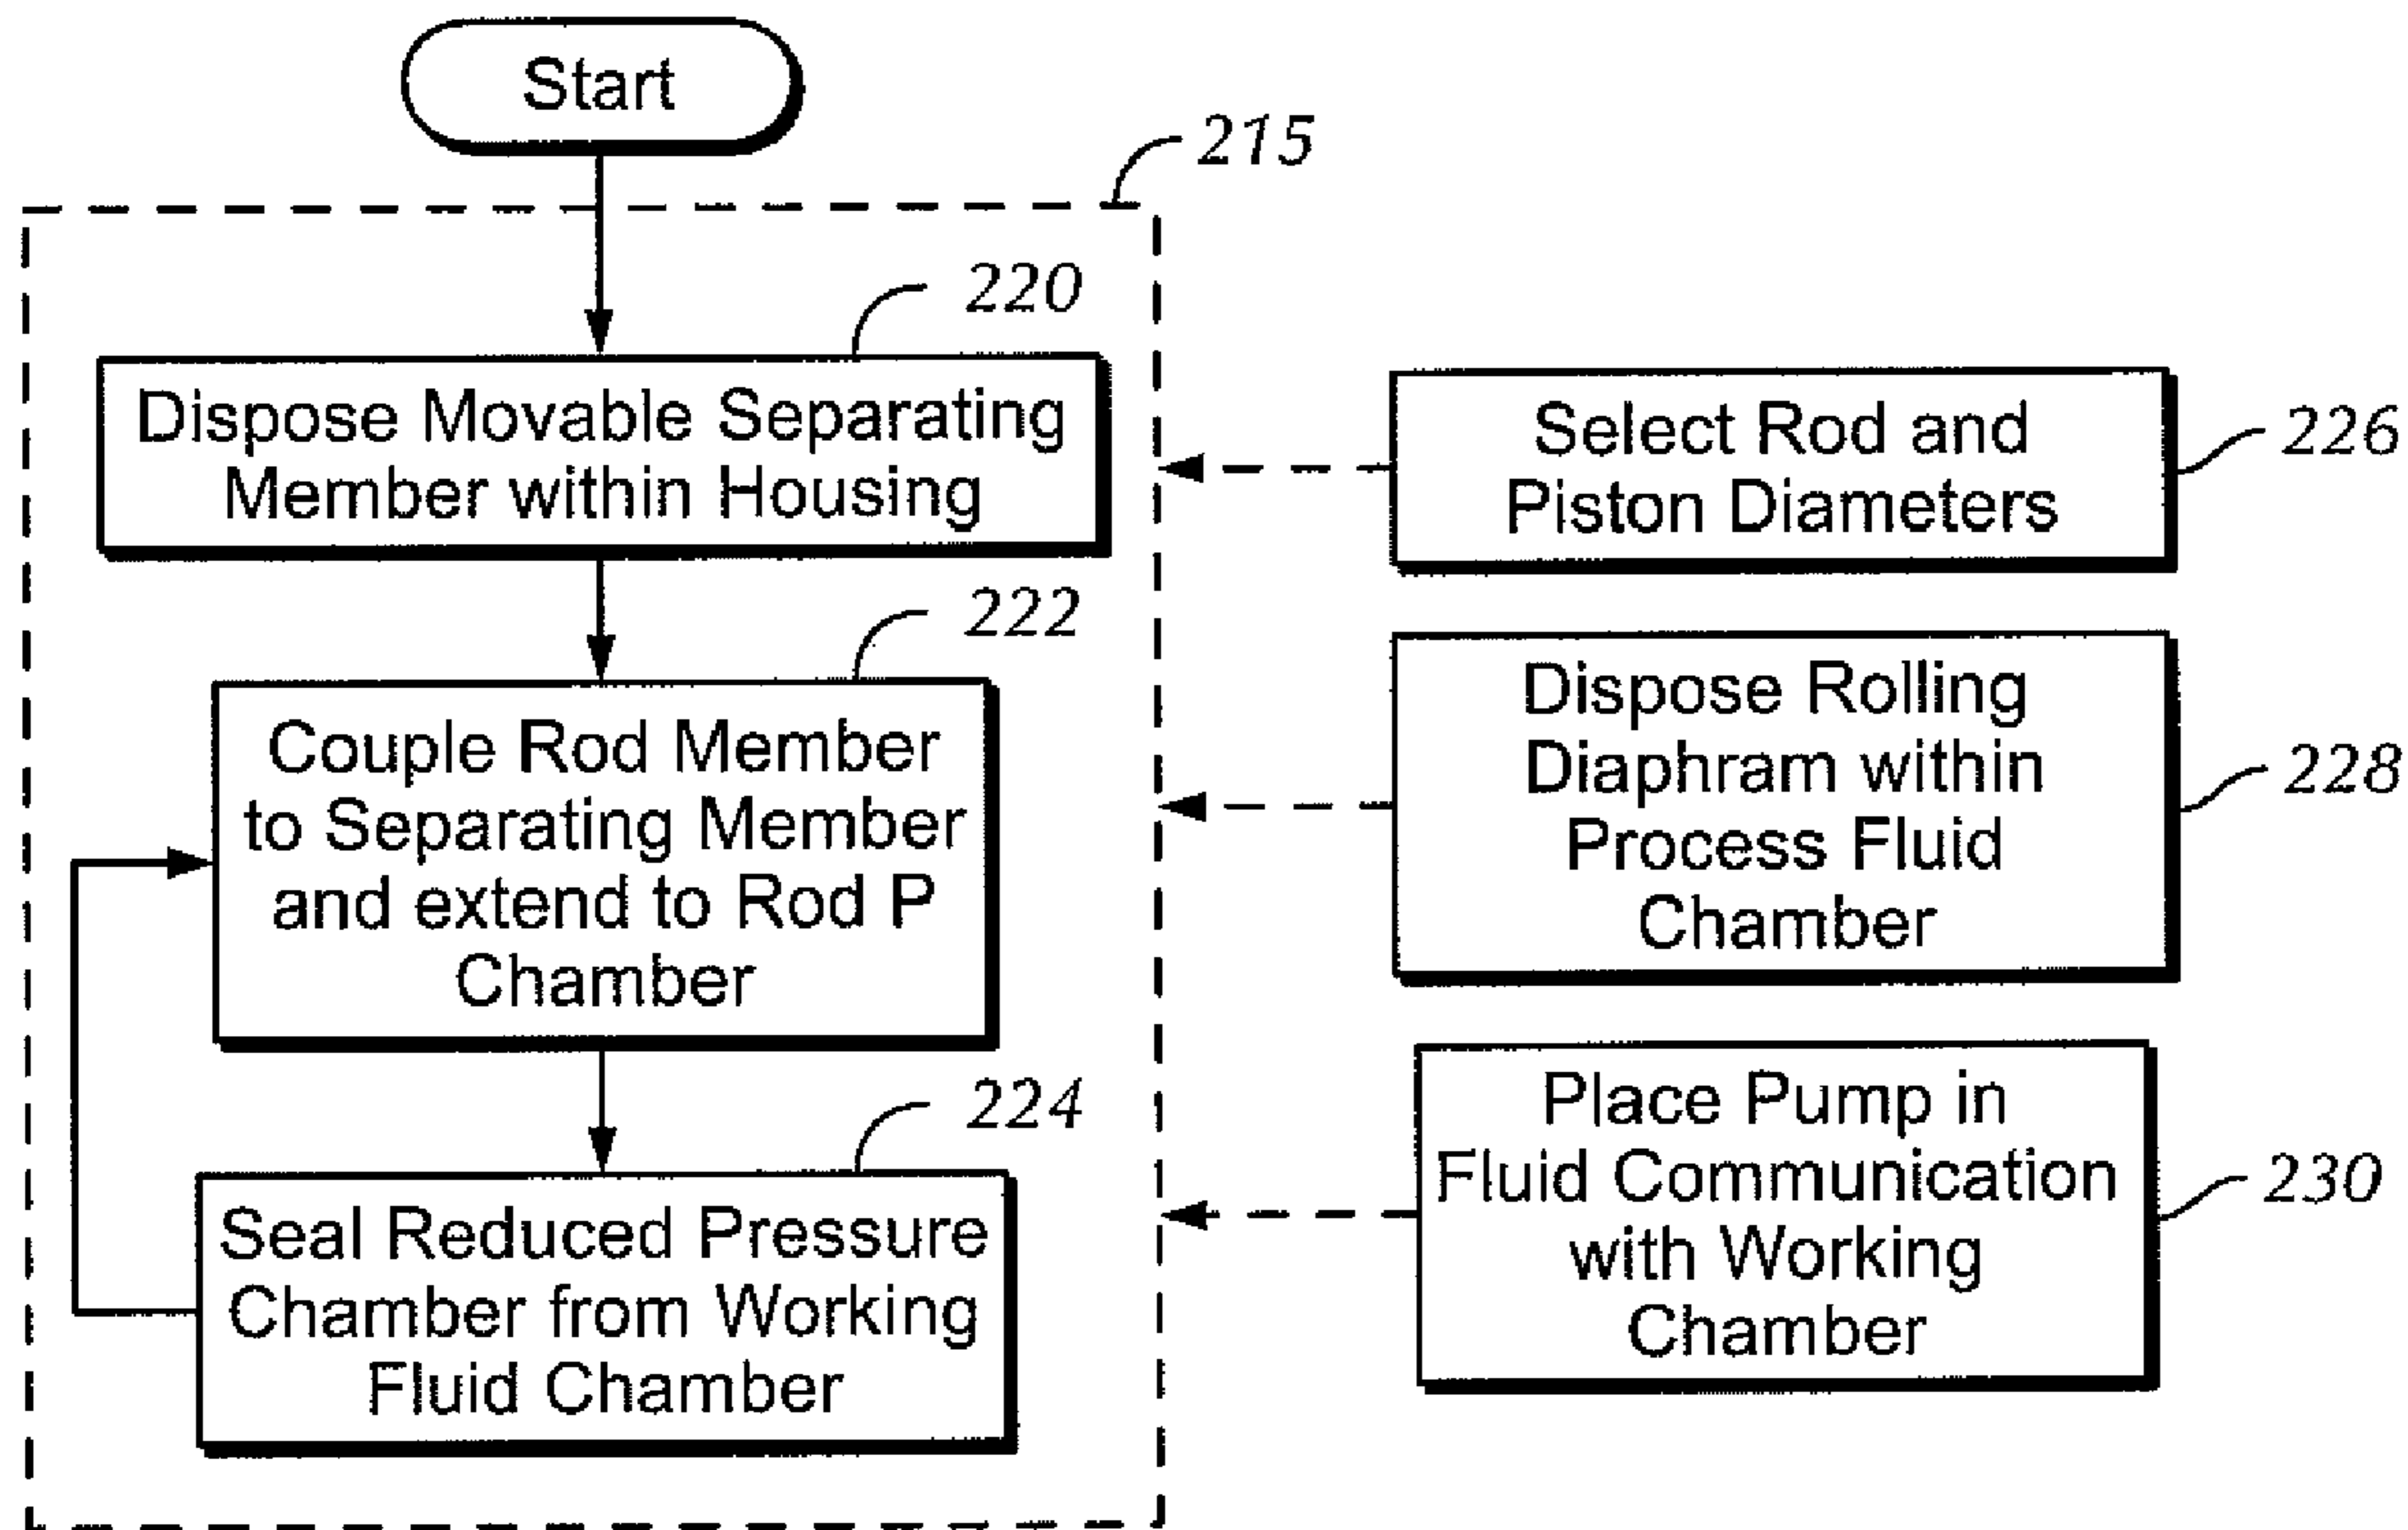 Start
215
220
Dispose Movable Separating
Member within Housing
222
Couple Rod Member
to Separating Member
and extend to Rod P
Chamber
224
Seal Reduced Pressure
Chamber from Working
Fluid Chamber
Select Rod and
Piston Diameters
226
Dispose Rolling
Diaphram within
Process Fluid
Chamber
228
Place Pump in
Fluid Communication
with Working
Chamber
230